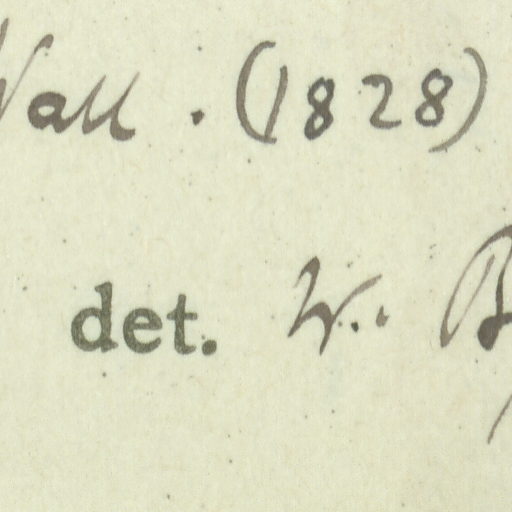 Wall. (1828)
det. W. B